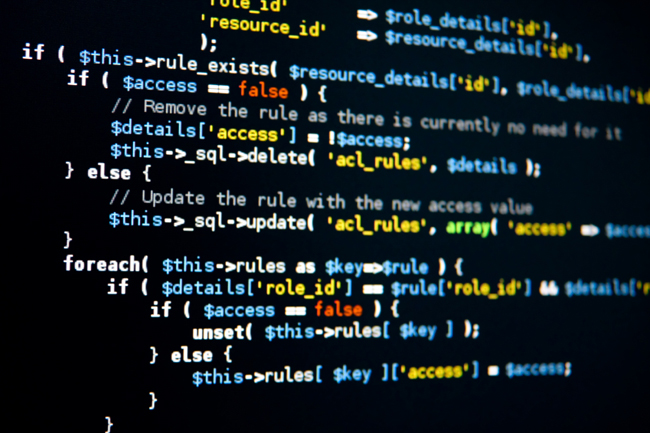 'role_id' => $role_details['id'],
'resource_id' => $resource_details['id'],
);
if ( $this->rule_exists( $resource_details['id'], $role_details['id
if ( $access == false ) {
// Remove the rule as there is currently no need for it
$details['access'] = !$access;
$this->_sql->delete( 'acl_rules', $details );
} else {
// Update the rule with the new access value
$this->_sql->update( 'acl_rules', array( 'access' => $acces
}
foreach( $this->rules as $key=>$rule ) {
if ( $details['role_id'] == $rule['role_id'] && $details['r
if ( $access == false ) {
unset( $this->rules[ $key ] );
} else {
$this->rules[ $key ]['access'] = $access;
}
}